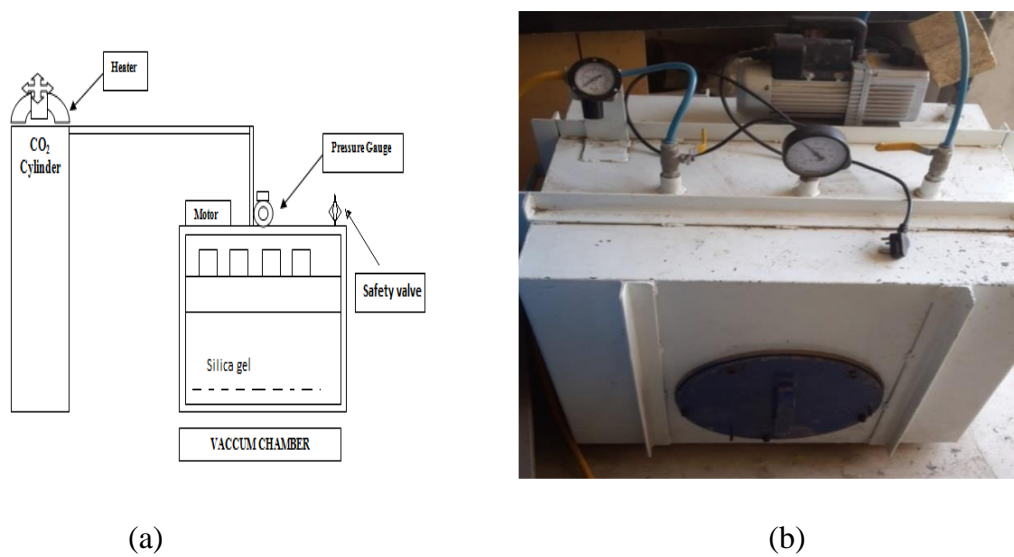 Heater
CO₂
Cylinder
Pressure Gauge
Motor
Safety valve
Silica gel
VACCUM CHAMBER
(a)
(b)